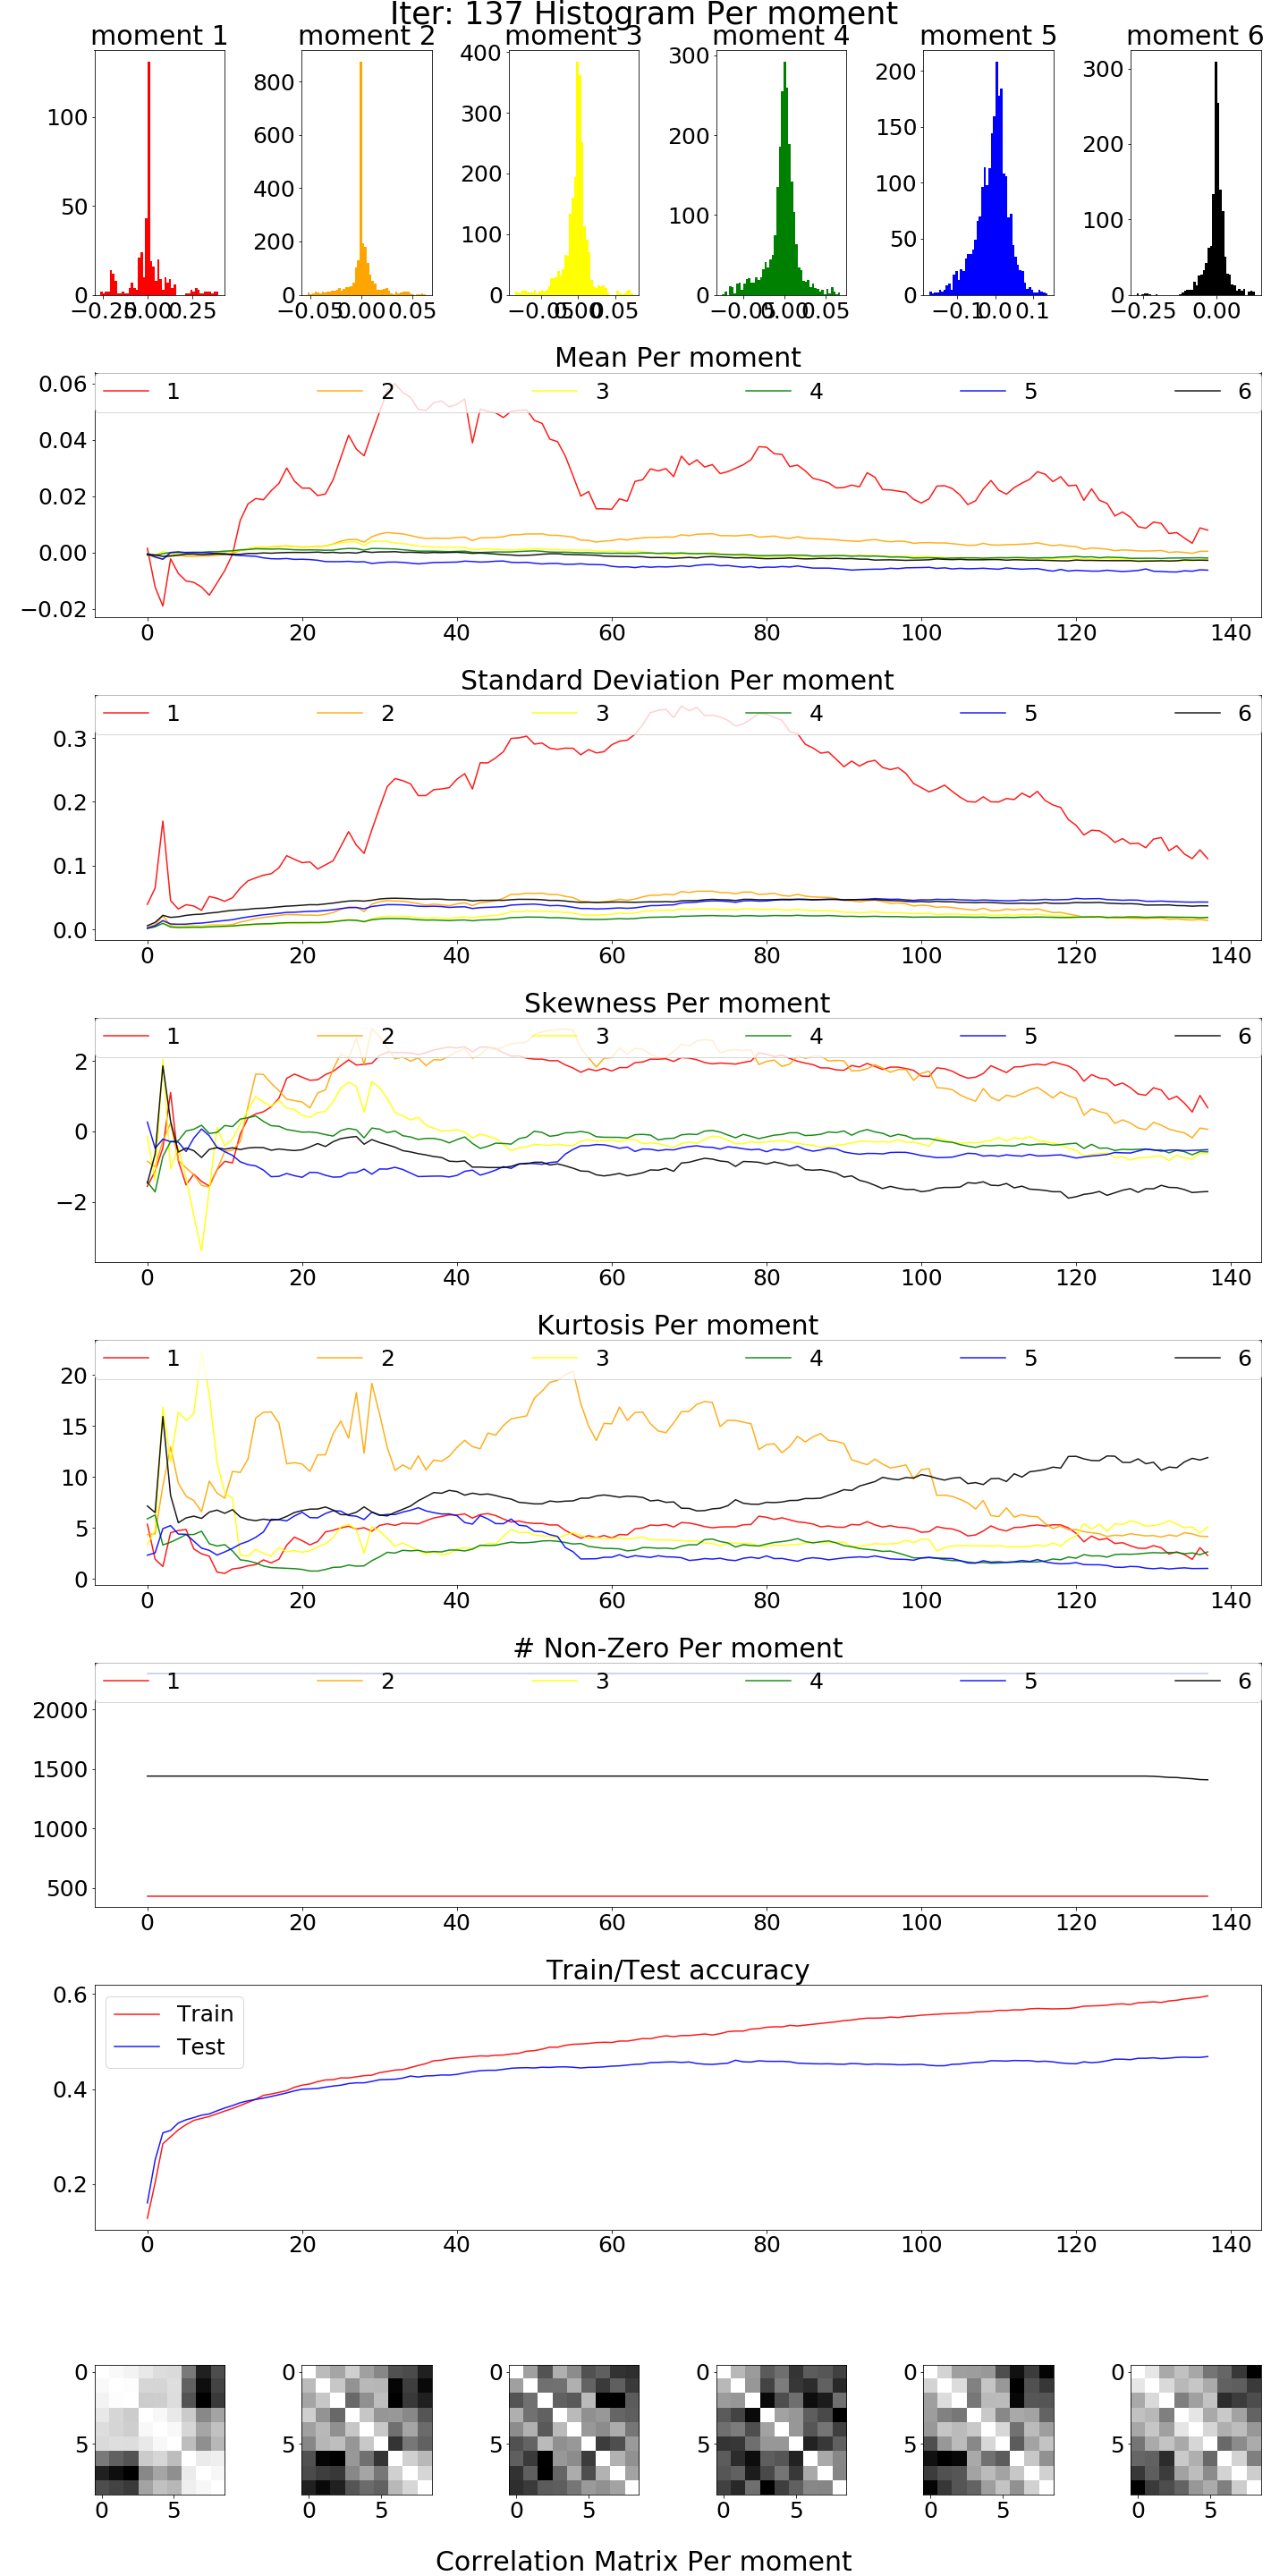 Iter: 137 Histogram Per moment
moment 1 moment 2 moment 3 moment 4 moment 5 moment 6
100 50 0
800 600 400 200 0
400 300 200 100 0
300 200 100 0
200 150 100 50 0
300 200 100 0
−0.25 0.00 0.25 −0.05 0.00 0.05 −0.05 0.00 0.05 −0.05 0.00 0.05 −0.1 0.0 0.1 −0.25 0.00
Mean Per moment
1 2 3 4 5 6
0.06
0.04
0.02
0.00
−0.02
0 20 40 60 80 100 120 140
Standard Deviation Per moment
1 2 3 4 5 6
0.3
0.2
0.1
0.0
0 20 40 60 80 100 120 140
Skewness Per moment
1 2 3 4 5 6
2
0
−2
0 20 40 60 80 100 120 140
Kurtosis Per moment
1 2 3 4 5 6
20
15
10
5
0
0 20 40 60 80 100 120 140
# Non-Zero Per moment
1 2 3 4 5 6
2000
1500
1000
500
0 20 40 60 80 100 120 140
Train/Test accuracy
Train
Test
0.6
0.4
0.2
0 20 40 60 80 100 120 140
0 0 0 0 0 0
5 5 5 5 5 5
0 5 0 5 0 5 0 5 0 5 0 5
Correlation Matrix Per moment